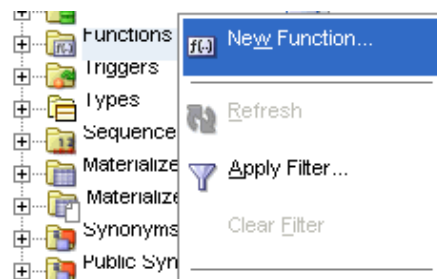 Functions
Triggers
Types
Sequence
Materialize
Materialize
Synonyms
Public Syn
New Function...
Refresh
Apply Filter...
Clear Filter